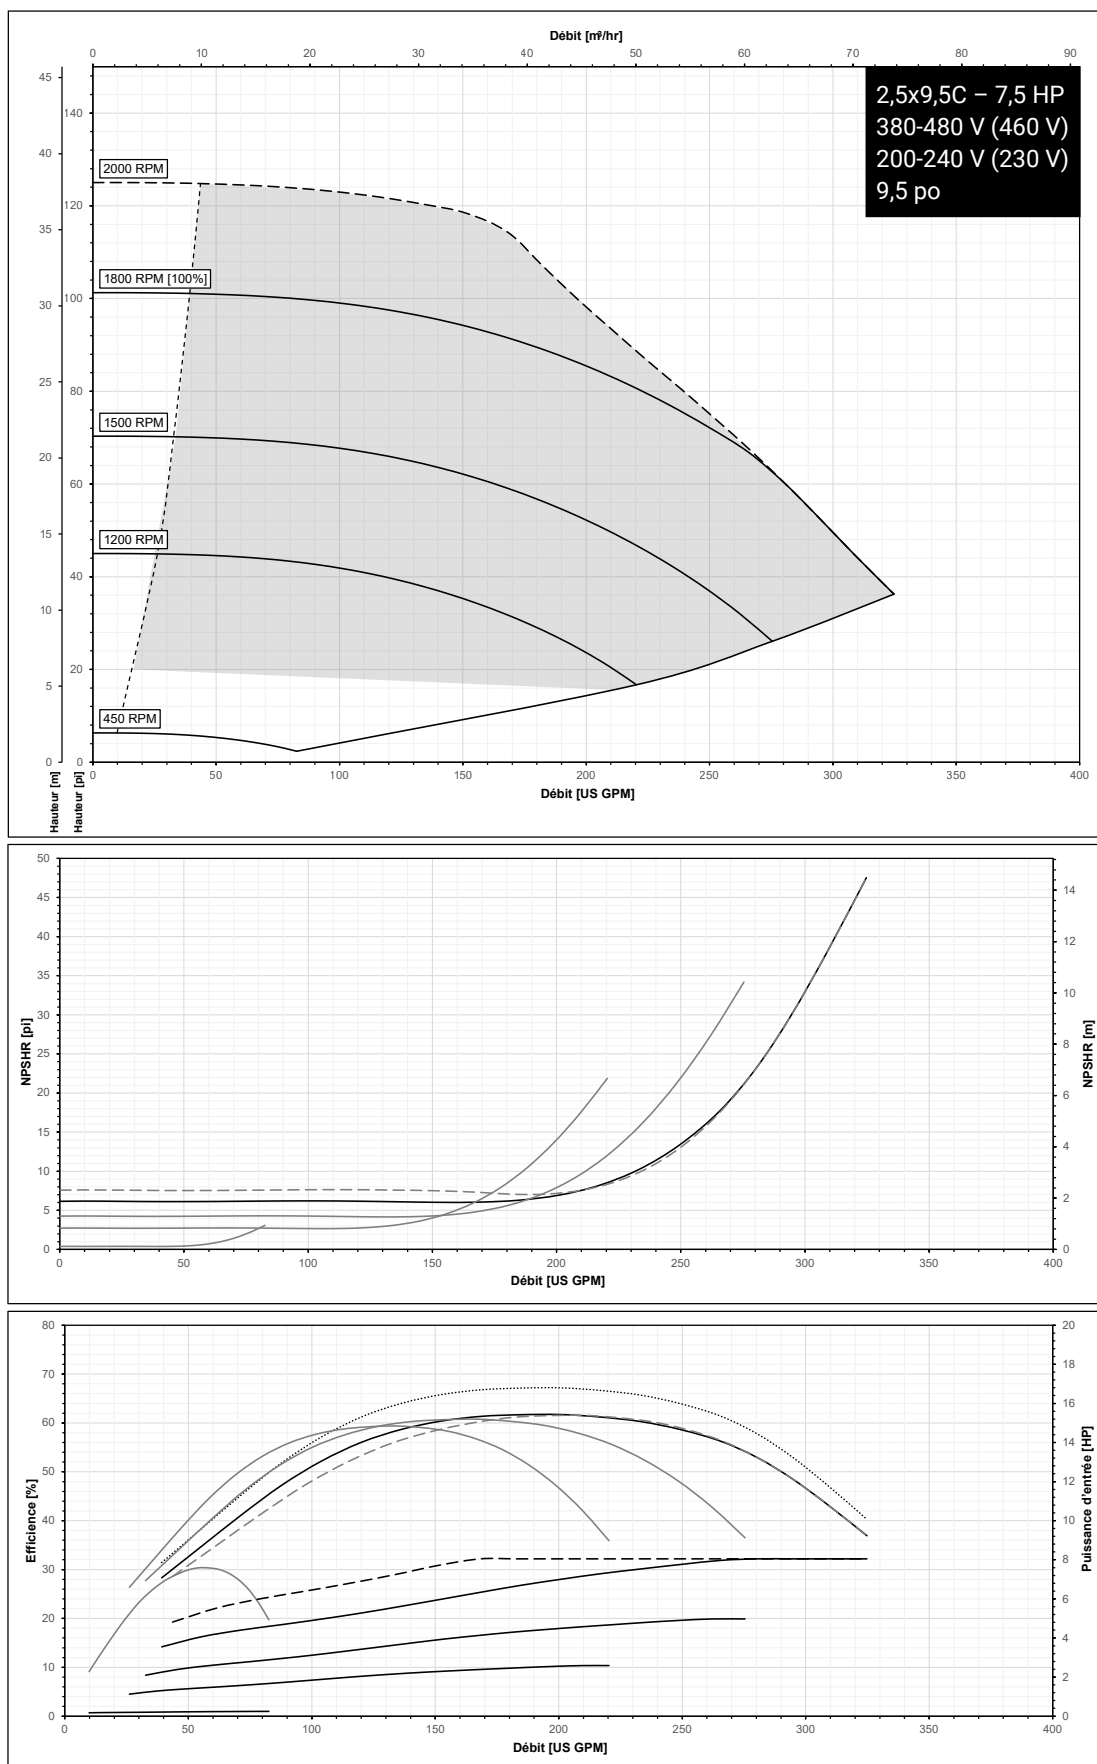 Débit [m³/hr]
0 10 20 30 40 50 60 70 80 90
2,5x9,5C – 7,5 HP
380-480 V (460 V)
200-240 V (230 V)
9,5 po
45
40
35
30
25
20
15
10
5
0
140
120
100
80
60
40
20
0
2000 RPM
1800 RPM [100%]
1500 RPM
1200 RPM
450 RPM
0 50 100 150 200 250 300 350 400
Débit [US GPM]
Hauteur [m]
Hauteur [pi]
50
45
40
35
30
25
20
15
10
5
0
NPSHR [pi]
14
12
10
8
6
4
2
0
NPSHR [m]
0 50 100 150 200 250 300 350 400
Débit [US GPM]
80
70
60
50
40
30
20
10
0
Efficience [%]
20
18
16
14
12
10
8
6
4
2
0
Puissance d'entrée [HP]
0 50 100 150 200 250 300 350 400
Débit [US GPM]